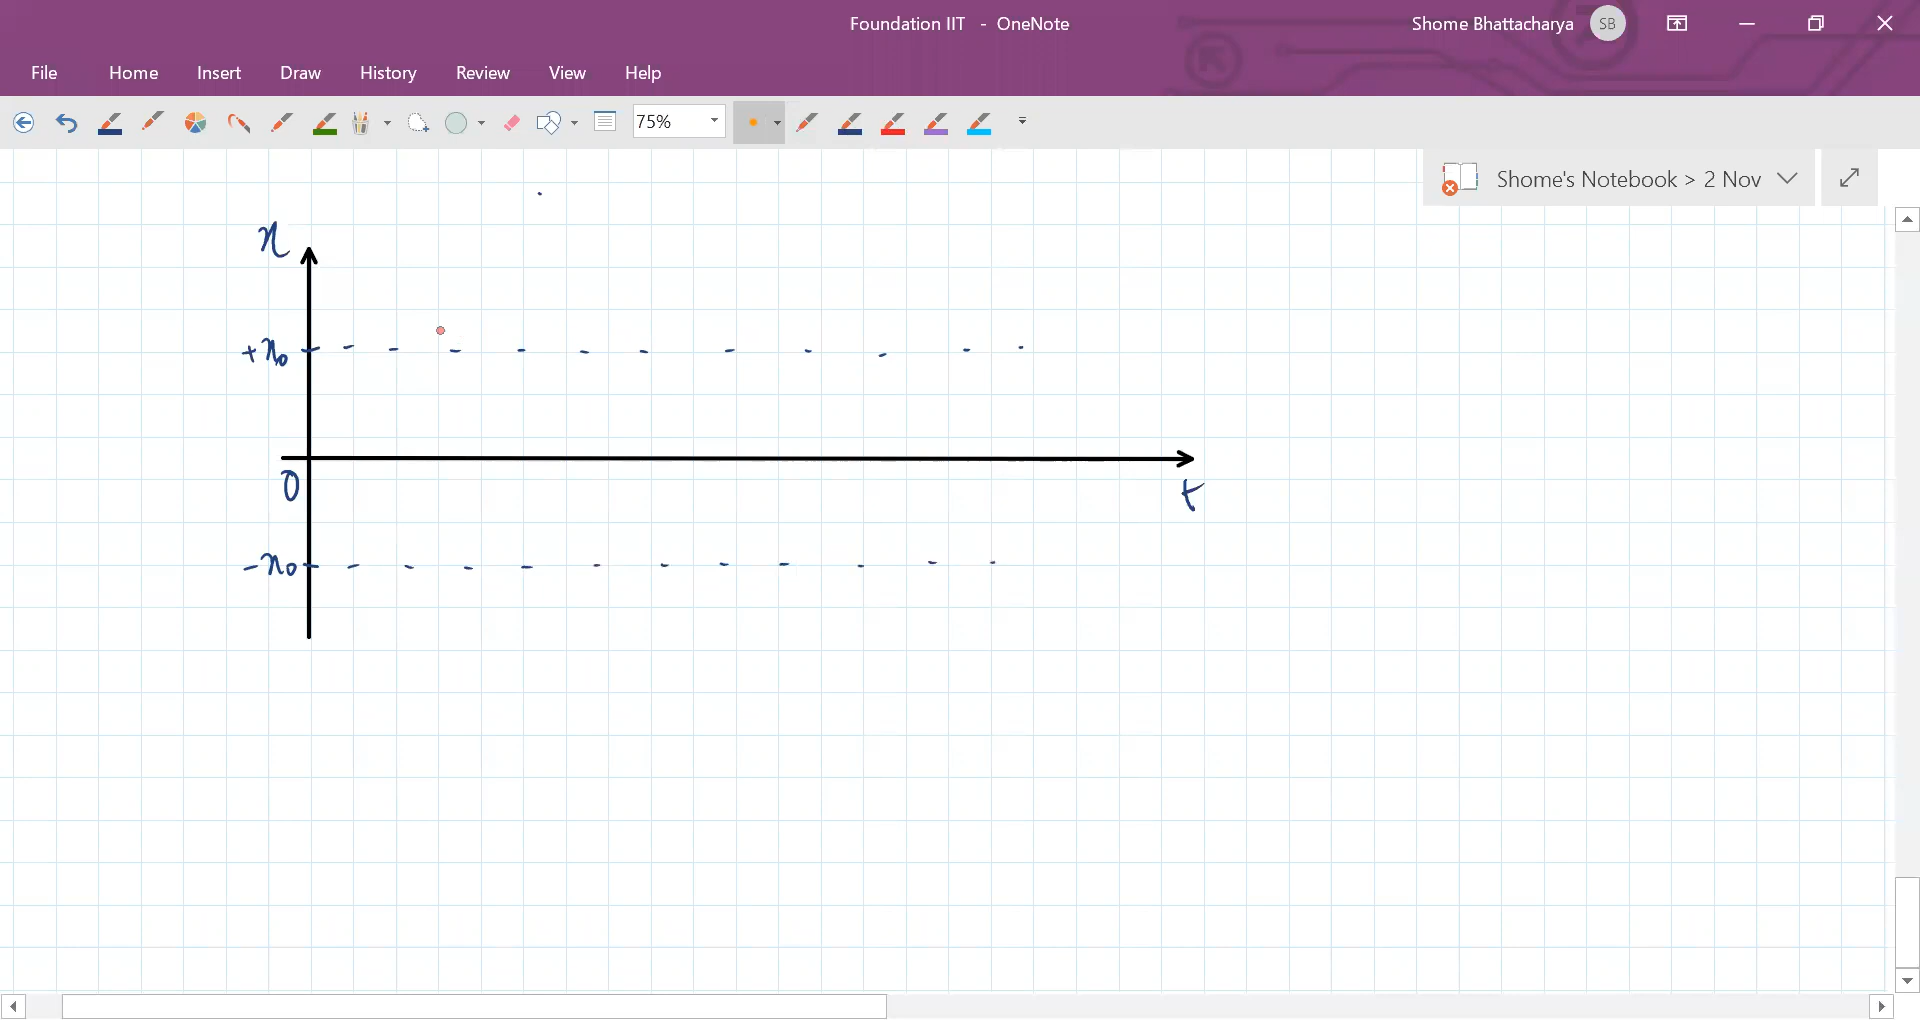 Foundation IIT - OneNote
Shome Bhattacharya SB
File Home Insert Draw History Review View Help
75%
Shome's Notebook > 2 Nov
x
+x₀
0
t
-x₀